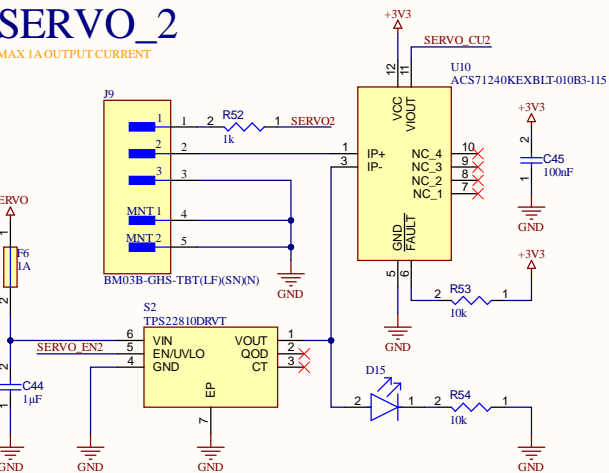 SERVO_2
MAX 1A OUTPUT CURRENT
+3V3
SERVO_CU2
U10
ACS71240KEXBLT-010B3-115
12
11
VCC
VIOUT
1
IP+
3
IP-
NC_4
10
NC_3
9
NC_2
8
NC_1
7
GND
FAULT
5
6
GND
+3V3
2
C45
100nF
1
GND
+3V3
R53
2
1
10k
J9
1
1
2
R52
1
SERVO2
1k
2
2
3
3
MNT 1
4
MNT 2
5
BM03B-GHS-TBT(LF)(SN)(N)
GND
ERVO
1
F6
1A
2
S2
TPS22810DRVT
6
VIN
VOUT
1
SERVO_EN2
5
EN/UVLO
QOD
2
4
GND
CT
3
EP
7
2
C44
1µF
1
GND
GND
GND
D15
2
1
R54
2
1
10k
GND